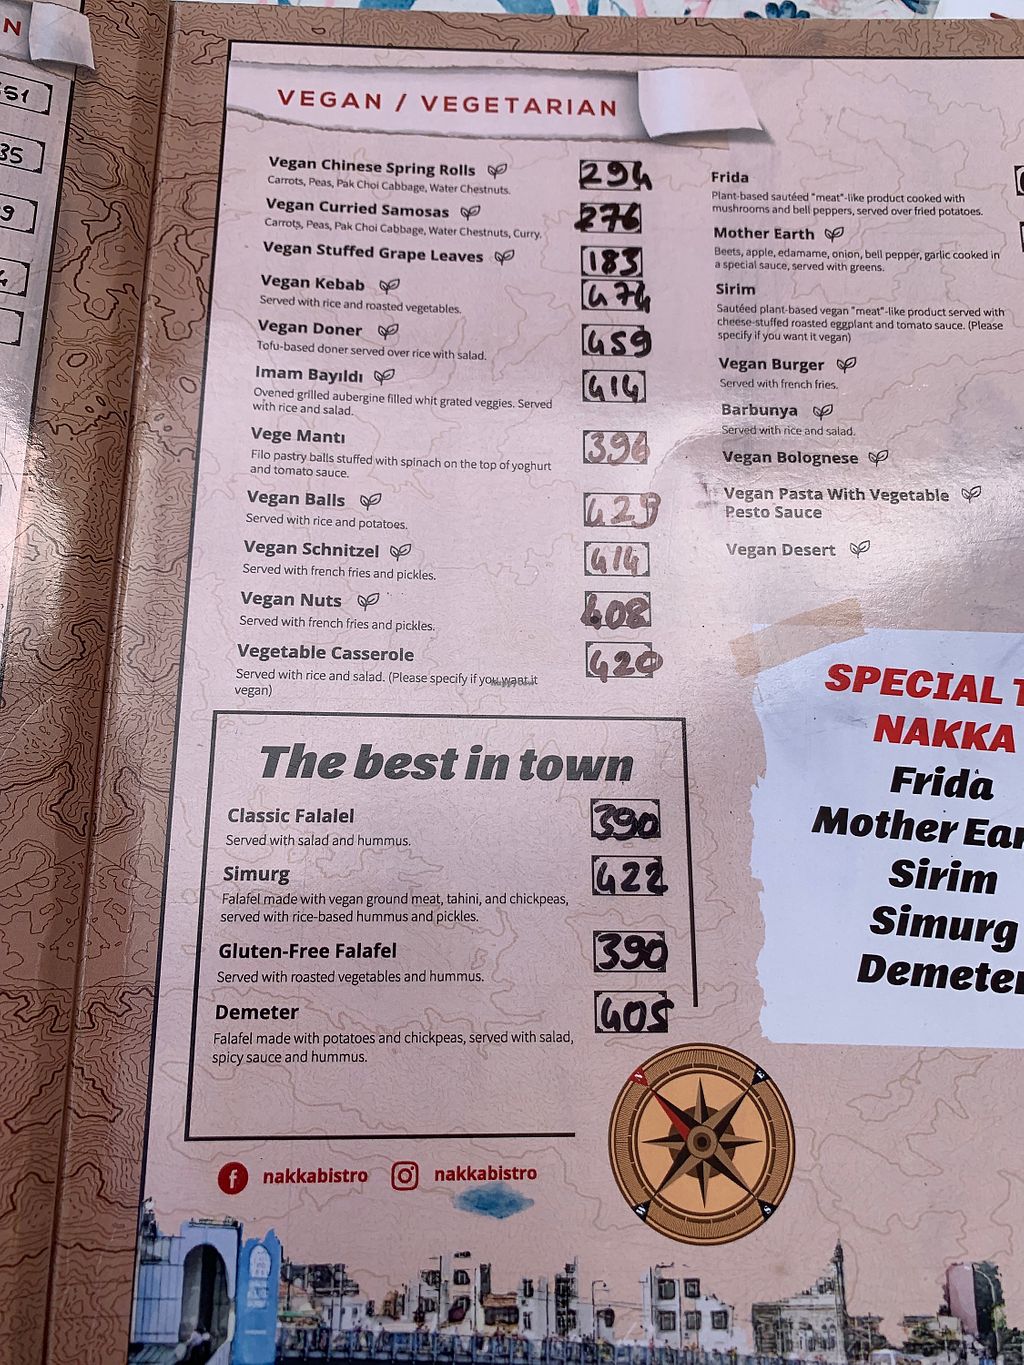 N
651
35
9
4
VEGAN / VEGETARIAN
Vegan Chinese Spring Rolls 294
Carrots, Peas, Pak Choi Cabbage, Water Chestnuts.
Vegan Curried Samosas 276
Carrots, Peas, Pak Choi Cabbage, Water Chestnuts, Curry.
Vegan Stuffed Grape Leaves 183
Vegan Kebab 474
Served with rice and roasted vegetables.
Vegan Doner 459
Tofu-based doner served over rice with salad.
Imam Bayıldı 414
Ovened grilled aubergine filled whit grated veggies. Served
with rice and salad.
Vege Mantı 396
Filo pastry balls stuffed with spinach on the top of yoghurt
and tomato sauce.
Vegan Balls 429
Served with rice and potatoes.
Vegan Schnitzel 414
Served with french fries and pickles.
Vegan Nuts 408
Served with french fries and pickles.
Vegetable Casserole 420
Served with rice and salad. (Please specify if you want it
vegan)
Frida
Plant-based sautéed "meat"-like product cooked with
mushrooms and bell peppers, served over fried potatoes.
Mother Earth
Beets, apple, edamame, onion, bell pepper, garlic cooked in
a special sauce, served with greens.
Sirim
Sautéed plant-based vegan "meat"-like product served with
cheese-stuffed roasted eggplant and tomato sauce. (Please
specify if you want it vegan)
Vegan Burger
Served with french fries.
Barbunya
Served with rice and salad.
Vegan Bolognese
Vegan Pasta With Vegetable
Pesto Sauce
Vegan Desert
The best in town
Classic Falalel 390
Served with salad and hummus.
Simurg 422
Falafel made with vegan ground meat, tahini, and chickpeas,
served with rice-based hummus and pickles.
Gluten-Free Falafel 390
Served with roasted vegetables and hummus.
Demeter 405
Falafel made with potatoes and chickpeas, served with salad,
spicy sauce and hummus.
SPECIAL T
NAKKA
Frida
Mother Ear
Sirim
Simurg
Demeter
N E
W S
nakkabistro nakkabistro